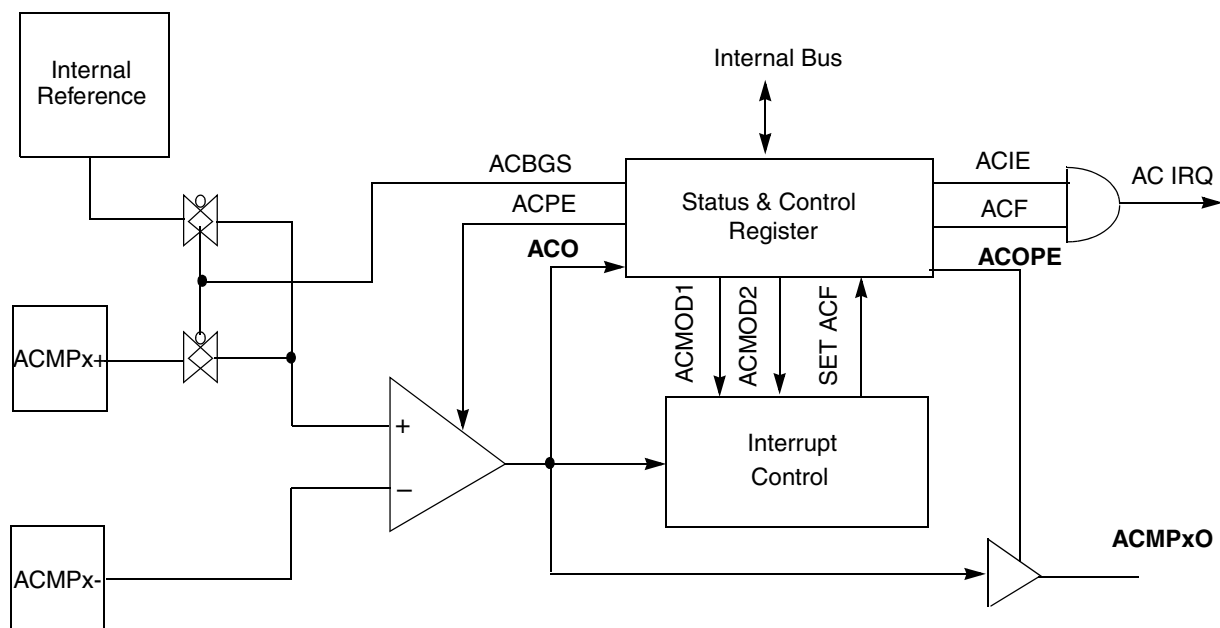 Internal
Reference
Internal Bus
ACBGS
ACPE
ACO
Status & Control
Register
ACIE
ACF
AC IRQ
ACOPE
ACMOD1
ACMOD2
SET ACF
ACMPx+
+
−
Interrupt
Control
ACMPx-
ACMPxO